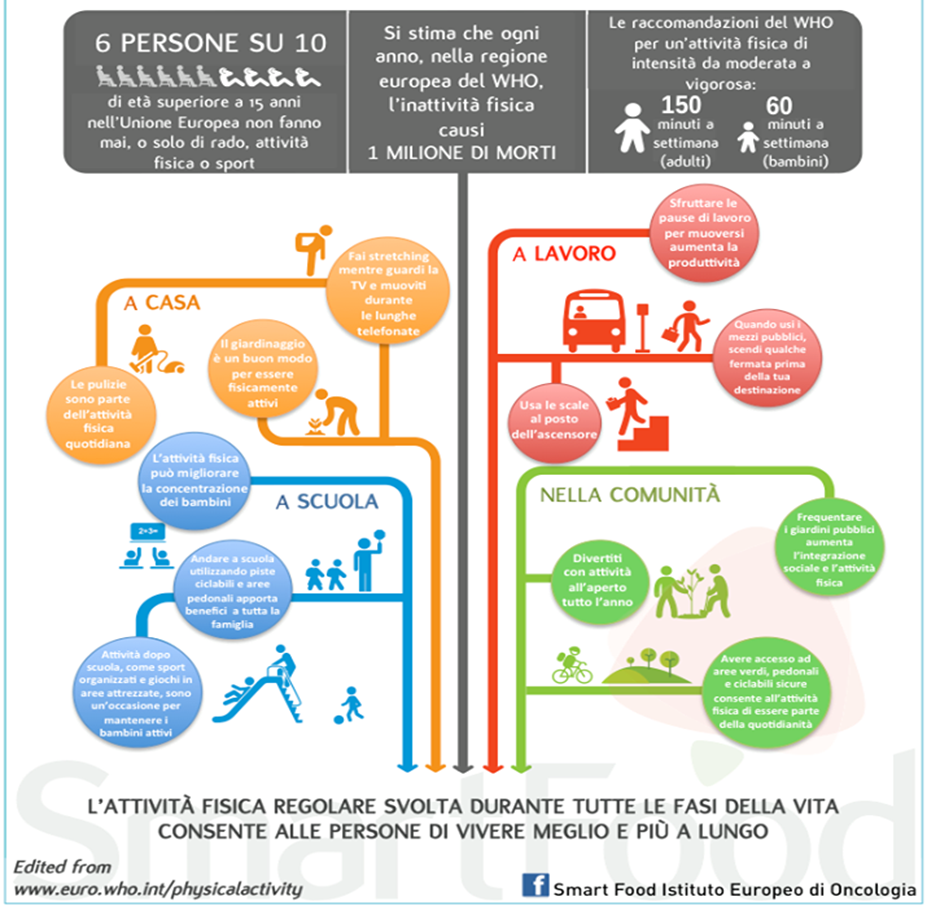 6 PERSONE SU 10
di età superiore a 15 anni
nell'Unione Europea non fanno
mai, o solo di rado, attività
fisica o sport
Si stima che ogni
anno, nella regione
europea del WHO,
l'inattività fisica
causi
1 MILIONE DI MORTI
Le raccomandazioni del WHO
per un'attività fisica di
intensità da moderata a
vigorosa:
150
minuti a
settimana
(adulti)
60
minuti a
settimana
(bambini)
A CASA
Fai stretching
mentre guardi la
TV e muoviti
durante
le lunghe
telefonate
Il giardinaggio
è un buon modo
per essere
fisicamente
attivi
Le pulizie
sono parte
dell'attività
fisica
quotidiana
A LAVORO
Sfruttare le
pause di lavoro
per muoversi
aumenta la
produttività
Quando usi i
mezzi pubblici,
scendi qualche
fermata prima
della tua
destinazione
Usa le scale
al posto
dell'ascensore
A SCUOLA
L'attività fisica
può migliorare
la concentrazione
dei bambini
2+3=
Andare a scuola
utilizzando piste
ciclabili e aree
pedonali apporta
benefici a tutta la
famiglia
Attività dopo
scuola, come sport
organizzati e giochi in
aree attrezzate, sono
un'occasione per
mantenere i
bambini attivi
NELLA COMUNITÀ
Frequentare
i giardini pubblici
aumenta
l'integrazione
sociale e l'attività
fisica
Divertiti
con attività
all'aperto
tutto l'anno
Avere accesso ad
aree verdi, pedonali
e ciclabili sicure
consente all'attività
fisica di essere parte
della quotidianità
L'ATTIVITÀ FISICA REGOLARE SVOLTA DURANTE TUTTE LE FASI DELLA VITA
CONSENTE ALLE PERSONE DI VIVERE MEGLIO E PIÙ A LUNGO
SmartFood
Edited from
www.euro.who.int/physicalactivity
f Smart Food Istituto Europeo di Oncologia